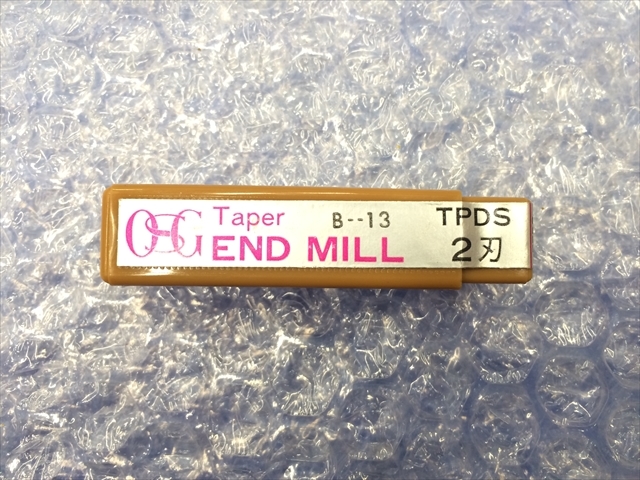 OSG Taper B--13 TPDS
END MILL 2刃